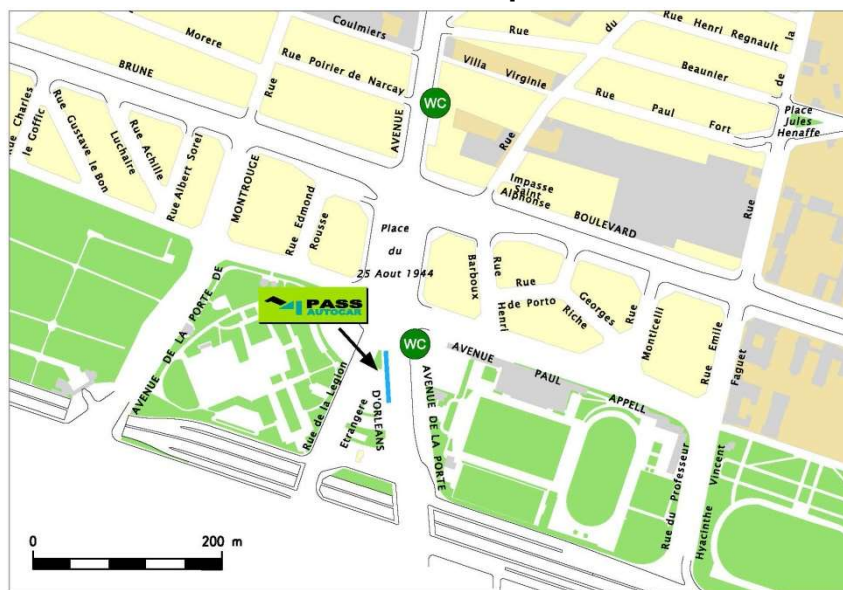 Coulmiers
Morere
Rue
du
Rue Henri Regnault
de la
Rue Poirier de Narcay
Villa Virginie
Beaunier
BRUNE
Rue
AVENUE
WC
Rue Paul Fort
Place
Jules
Henaffe
Rue Charles
le Goffic
Rue Gustave le Bon
Rue Achille
Luchaire
Rue Albert Sorel
MONTROUGE
Rue Edmond
Rousse
Rue
Impasse
Saint
Alphonse
BOULEVARD
Rue
Place
du
25 Aout 1944
Barboux
Rue
Henri
Rue
de Porto
Riche
Georges
Rue
Monticelli
Rue Emile
Faguet
PASS
AUTOCAR
AVENUE DE LA PORTE DE
Rue de la Légion
Etrangere
D'ORLEANS
WC
AVENUE DE LA PORTE
AVENUE PAUL APPELL
Rue du Professeur
Hyacinthe Vincent
0 200 m